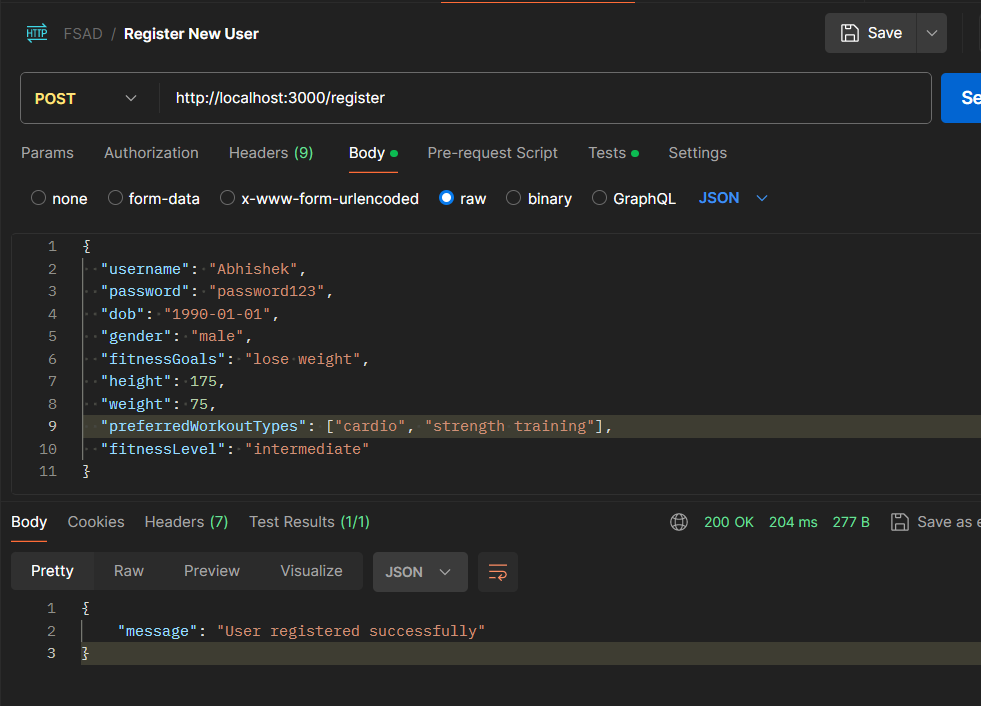 HTTP FSAD / Register New User Save
POST http://localhost:3000/register Se
Params Authorization Headers (9) Body Pre-request Script Tests Settings
none form-data x-www-form-urlencoded raw binary GraphQL JSON
1 {
2 "username": "Abhishek",
3 "password": "password123",
4 "dob": "1990-01-01",
5 "gender": "male",
6 "fitnessGoals": "lose weight",
7 "height": 175,
8 "weight": 75,
9 "preferredWorkoutTypes": ["cardio", "strength training"],
10 "fitnessLevel": "intermediate"
11 }
Body Cookies Headers (7) Test Results (1/1) 200 OK 204 ms 277 B Save as e
Pretty Raw Preview Visualize JSON
1 {
2 "message": "User registered successfully"
3 }